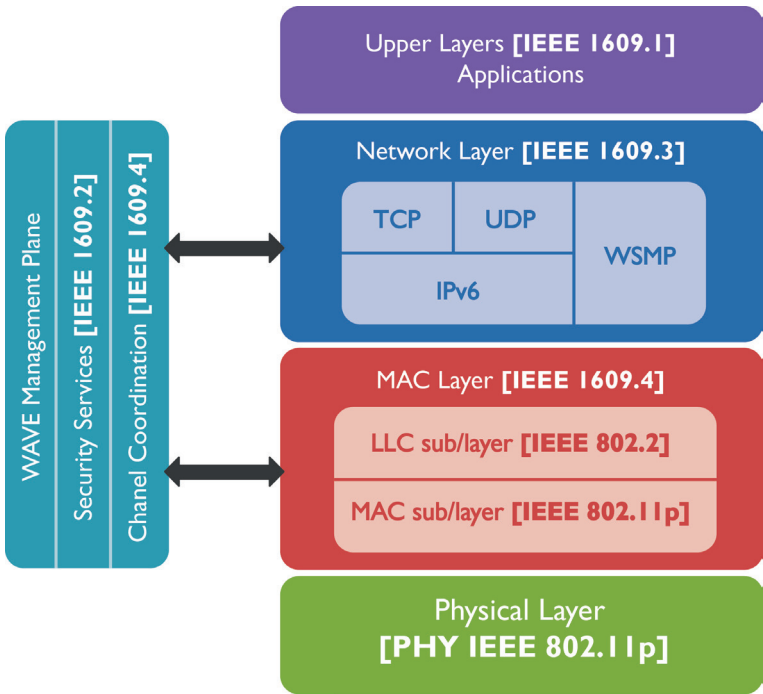 Upper Layers [IEEE 1609.1]
Applications
WAVE Management Plane
Security Services [IEEE 1609.2]
Chanel Coordination [IEEE 1609.4]
Network Layer [IEEE 1609.3]
TCP
UDP
WSMP
IPv6
MAC Layer [IEEE 1609.4]
LLC sub/layer [IEEE 802.2]
MAC sub/layer [IEEE 802.11p]
Physical Layer
[PHY IEEE 802.11p]